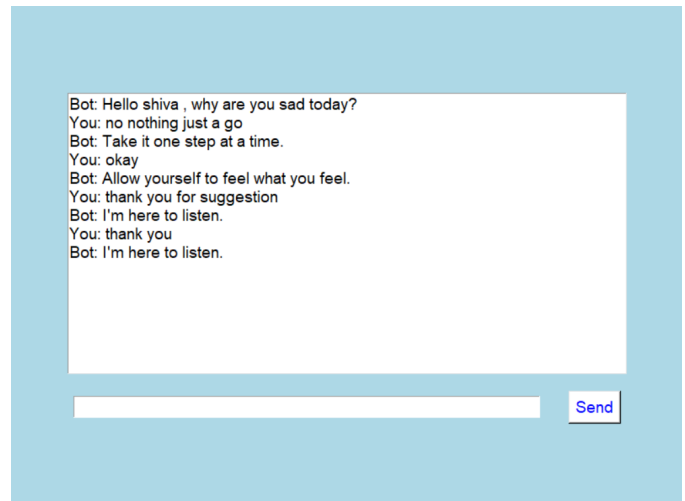 Bot: Hello shiva , why are you sad today?
You: no nothing just a go
Bot: Take it one step at a time.
You: okay
Bot: Allow yourself to feel what you feel.
You: thank you for suggestion
Bot: I'm here to listen.
You: thank you
Bot: I'm here to listen.
Send